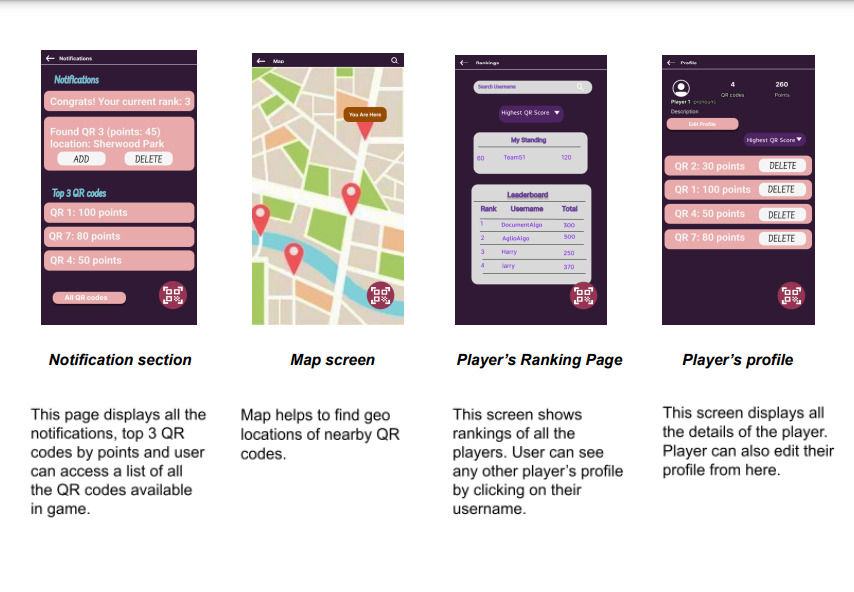 Notifications
Notifications
Congrats! Your current rank: 3
Found QR 3 (points: 45)
location: Sherwood Park
ADD DELETE
Top 3 QR codes
QR 1: 100 points
QR 7: 80 points
QR 4: 50 points
All QR codes
Map
You Are Here
Rankings
Search Username
Highest QR Score
My Standing
60 Team51 120
Leaderboard
Rank Username Total
1 DocumentAlgo 300
2 AglioAlgo 500
3 Harry 250
4 larry 370
Profile
4 260
QR codes Points
Player 1 pronouns
Description
Edit Profile
Highest QR Score
QR 2: 30 points DELETE
QR 1: 100 points DELETE
QR 4: 50 points DELETE
QR 7: 80 points DELETE
Notification section
Map screen
Player's Ranking Page
Player's profile
This page displays all the
notifications, top 3 QR
codes by points and user
can access a list of all
the QR codes available
in game.
Map helps to find geo
locations of nearby QR
codes.
This screen shows
rankings of all the
players. User can see
any other player's profile
by clicking on their
username.
This screen displays all
the details of the player.
Player can also edit their
profile from here.